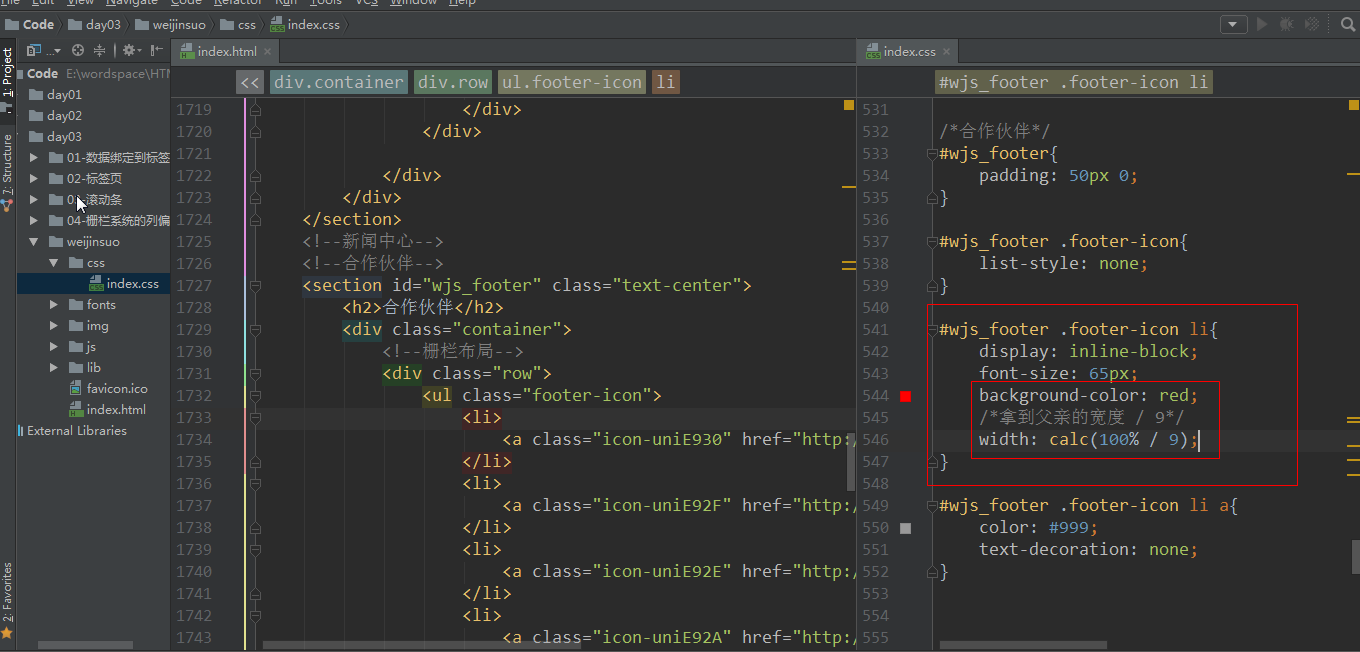 File Edit View Navigate Code Refactor Run Tools VCS Window Help
Code day03 weijinsuo css index.css
1: Project
7: Structure
2: Favorites
...
Code E:\wordspace\HTM
day01
day02
day03
01-数据绑定到标签
02-标签页
03-滚动条
04-栅栏系统的列偏
weijinsuo
css
index.css
fonts
img
js
lib
favicon.ico
index.html
External Libraries
index.html
<< div.container div.row ul.footer-icon li
1719 </div>
1720 </div>
1721
1722 </div>
1723 </div>
1724 </section>
1725 <!--新闻中心-->
1726 <!--合作伙伴-->
1727 <section id="wjs_footer" class="text-center">
1728 <h2>合作伙伴</h2>
1729 <div class="container">
1730 <!--栅栏布局-->
1731 <div class="row">
1732 <ul class="footer-icon">
1733 <li>
1734 <a class="icon-uniE930" href="http:/
1735 </li>
1736 <li>
1737 <a class="icon-uniE92F" href="http:/
1738 </li>
1739 <li>
1740 <a class="icon-uniE92E" href="http:/
1741 </li>
1742 <li>
1743 <a class="icon-uniE92A" href="http:/
index.css
#wjs_footer .footer-icon li
531
532 /*合作伙伴*/
533 #wjs_footer{
534 padding: 50px 0;
535 }
536
537 #wjs_footer .footer-icon{
538 list-style: none;
539 }
540
541 #wjs_footer .footer-icon li{
542 display: inline-block;
543 font-size: 65px;
544 background-color: red;
545 /*拿到父亲的宽度 / 9*/
546 width: calc(100% / 9);
547 }
548
549 #wjs_footer .footer-icon li a{
550 color: #999;
551 text-decoration: none;
552 }
553
554
555